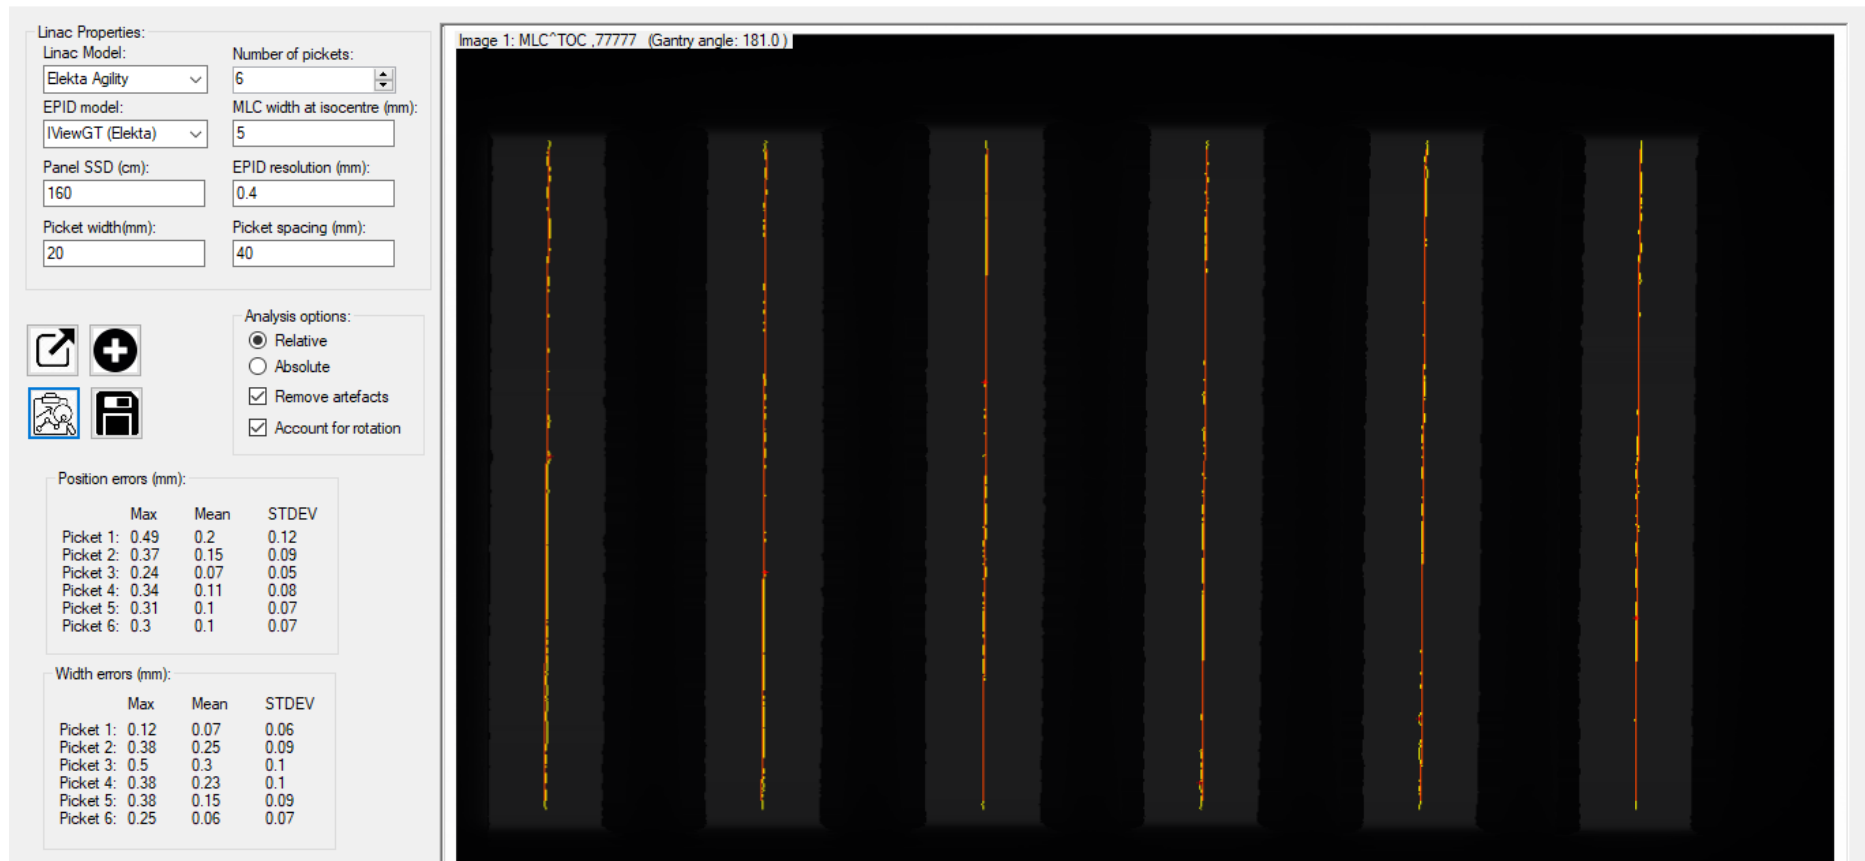 Linac Properties:
Linac Model: Number of pickets:
Elekta Agility 6
EPID model: MLC width at isocentre (mm):
IViewGT (Elekta) 5
Panel SSD (cm): EPID resolution (mm):
160 0.4
Picket width(mm): Picket spacing (mm):
20 40
Analysis options:
Relative
Absolute
Remove artefacts
Account for rotation
Position errors (mm):
Max Mean STDEV
Picket 1: 0.49 0.2 0.12
Picket 2: 0.37 0.15 0.09
Picket 3: 0.24 0.07 0.05
Picket 4: 0.34 0.11 0.08
Picket 5: 0.31 0.1 0.07
Picket 6: 0.3 0.1 0.07
Width errors (mm):
Max Mean STDEV
Picket 1: 0.12 0.07 0.06
Picket 2: 0.38 0.25 0.09
Picket 3: 0.5 0.3 0.1
Picket 4: 0.38 0.23 0.1
Picket 5: 0.38 0.15 0.09
Picket 6: 0.25 0.06 0.07
Image 1: MLC^TOC ,77777 (Gantry angle: 181.0 )